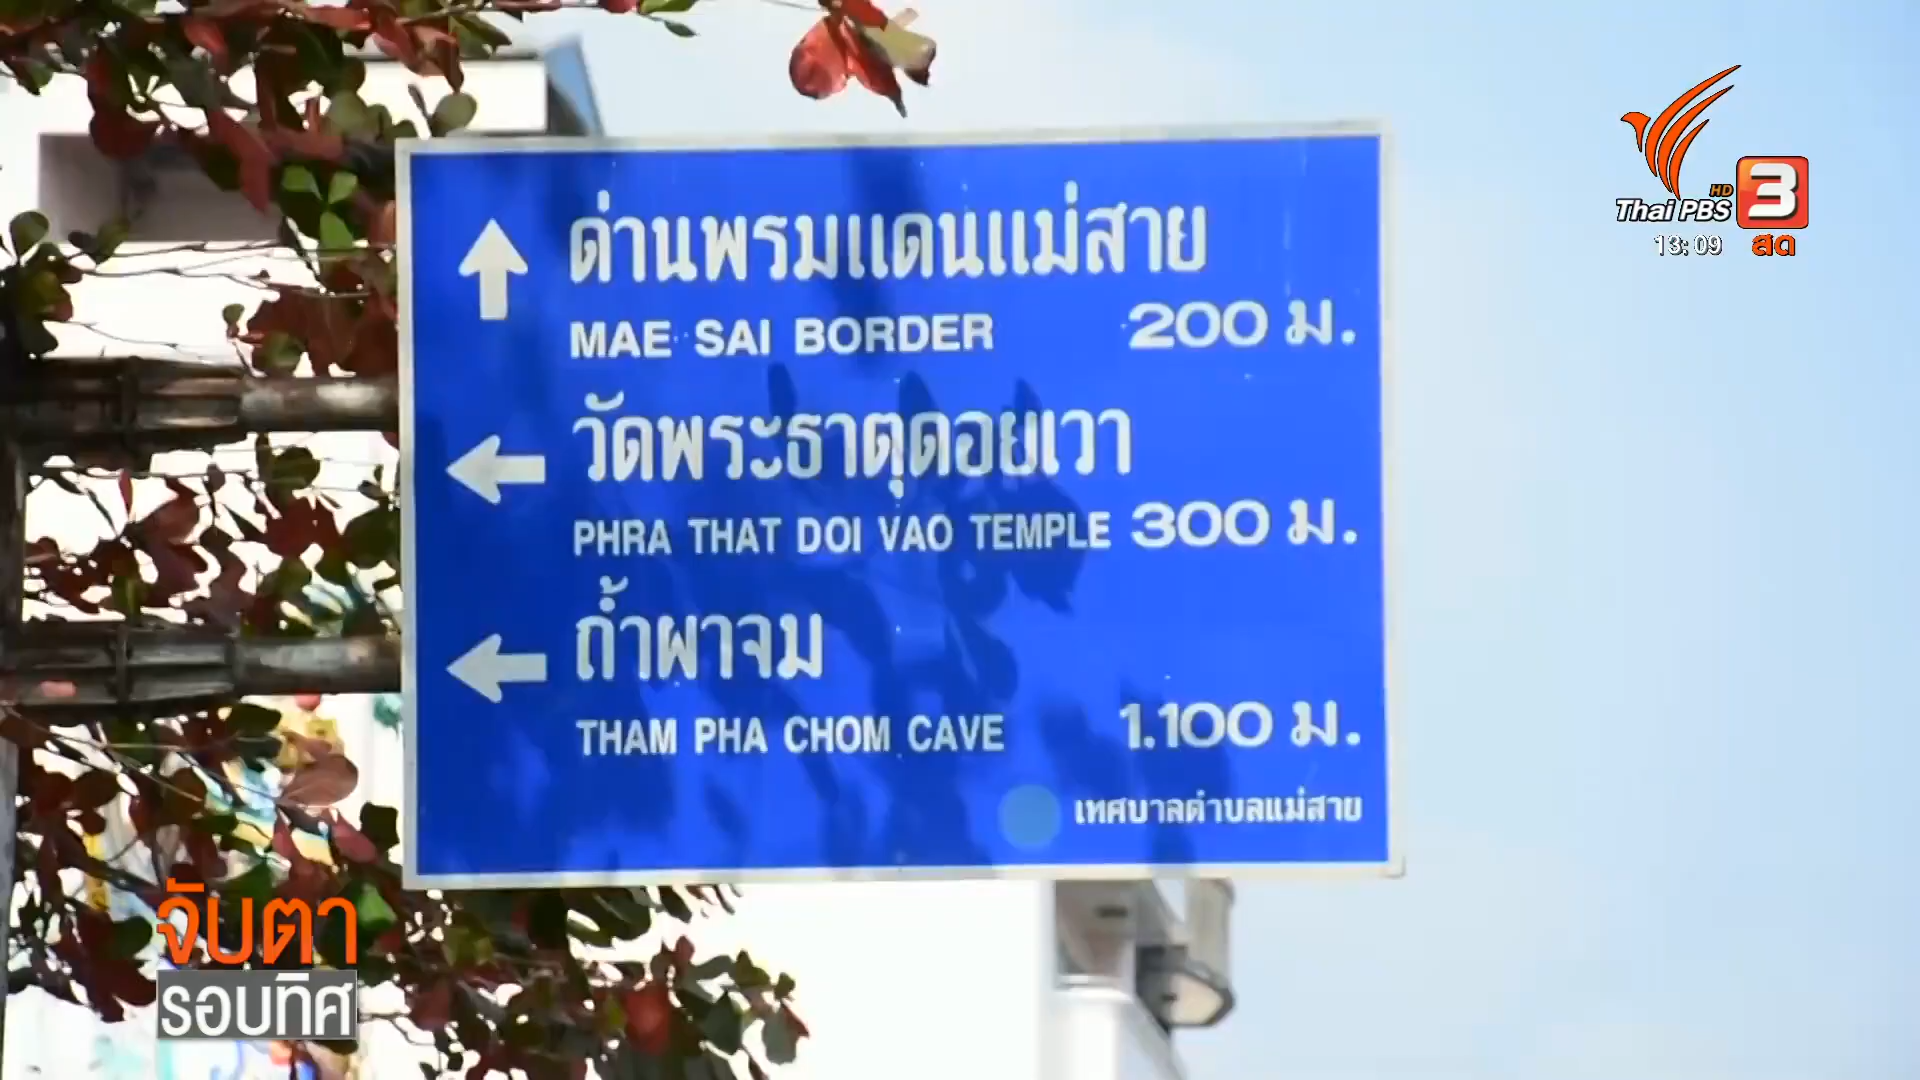 ด่านพรมแดนแม่สาย
MAE SAI BORDER 200 ม.
วัดพระธาตุดอยเวา
PHRA THAT DOI VAO TEMPLE 300 ม.
ถ้ำผาจม
THAM PHA CHOM CAVE 1.100 ม.
เทศบาลตำบลแม่สาย
Thai PBS HD 3
13:09 สด
จับตา
รอบทิศ